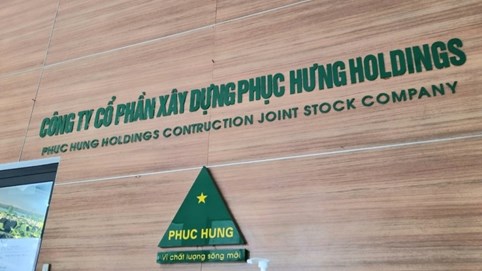 CÔNG TY CỔ PHẦN XÂY DỰNG PHỤC HƯNG HOLDINGS
PHUC HUNG HOLDINGS CONTRUCTION JOINT STOCK COMPANY
PHUC HUNG
Vì chất lượng sống mới